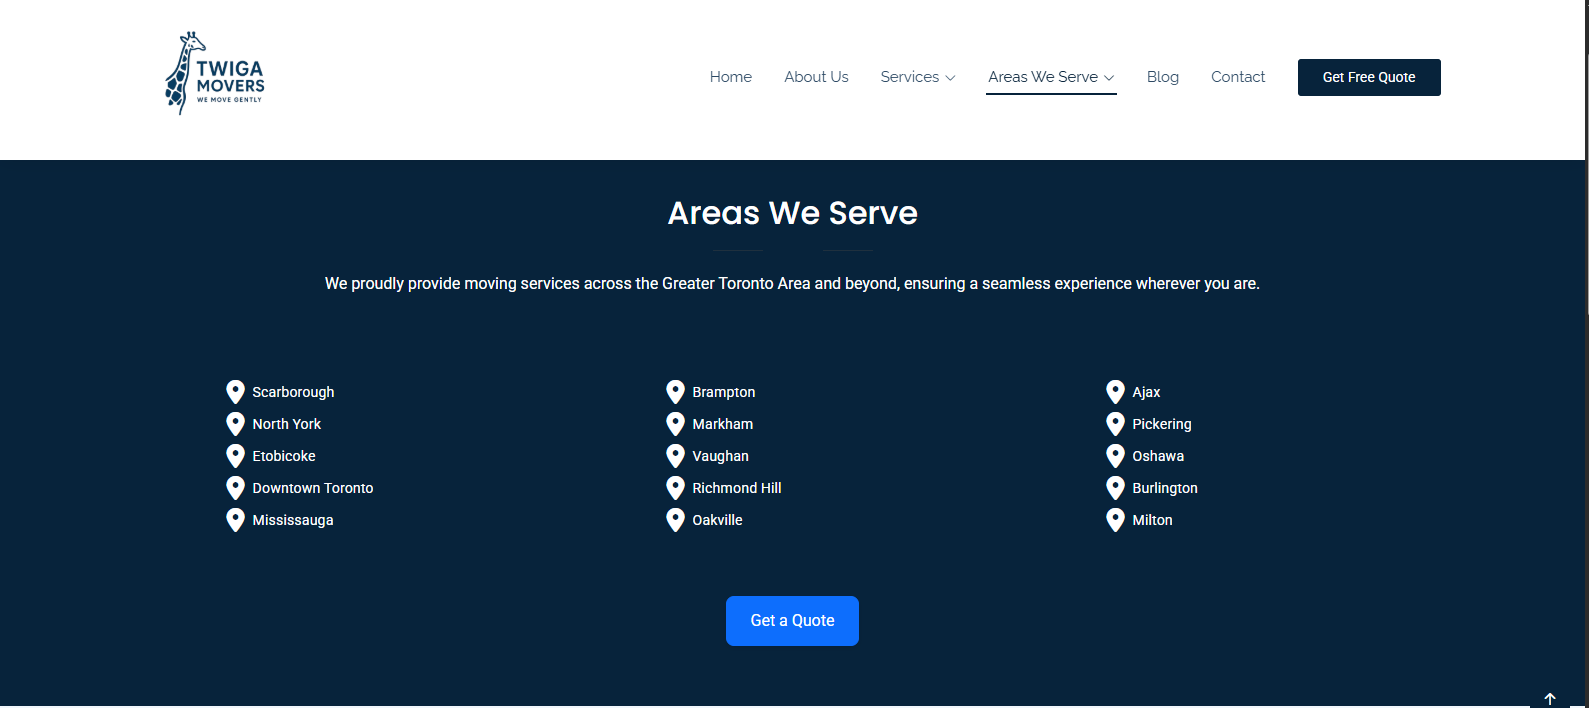 TWIGA
MOVERS
WE MOVE GENTLY
Home
About Us
Services
Areas We Serve
Blog
Contact
Get Free Quote
Areas We Serve
We proudly provide moving services across the Greater Toronto Area and beyond, ensuring a seamless experience wherever you are.
Scarborough
North York
Etobicoke
Downtown Toronto
Mississauga
Brampton
Markham
Vaughan
Richmond Hill
Oakville
Ajax
Pickering
Oshawa
Burlington
Milton
Get a Quote